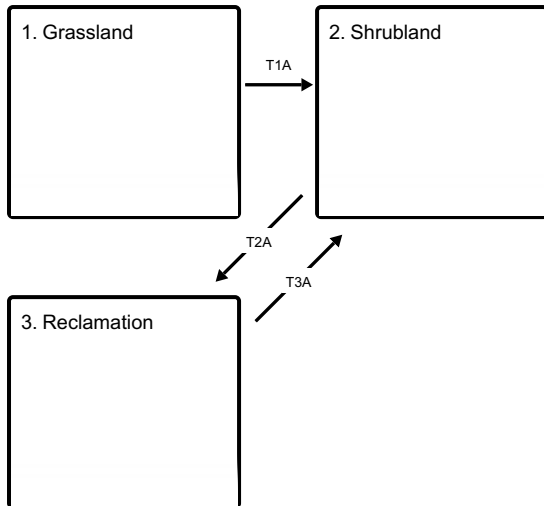 1. Grassland
2. Shrubland
T1A
T2A
T3A
3. Reclamation